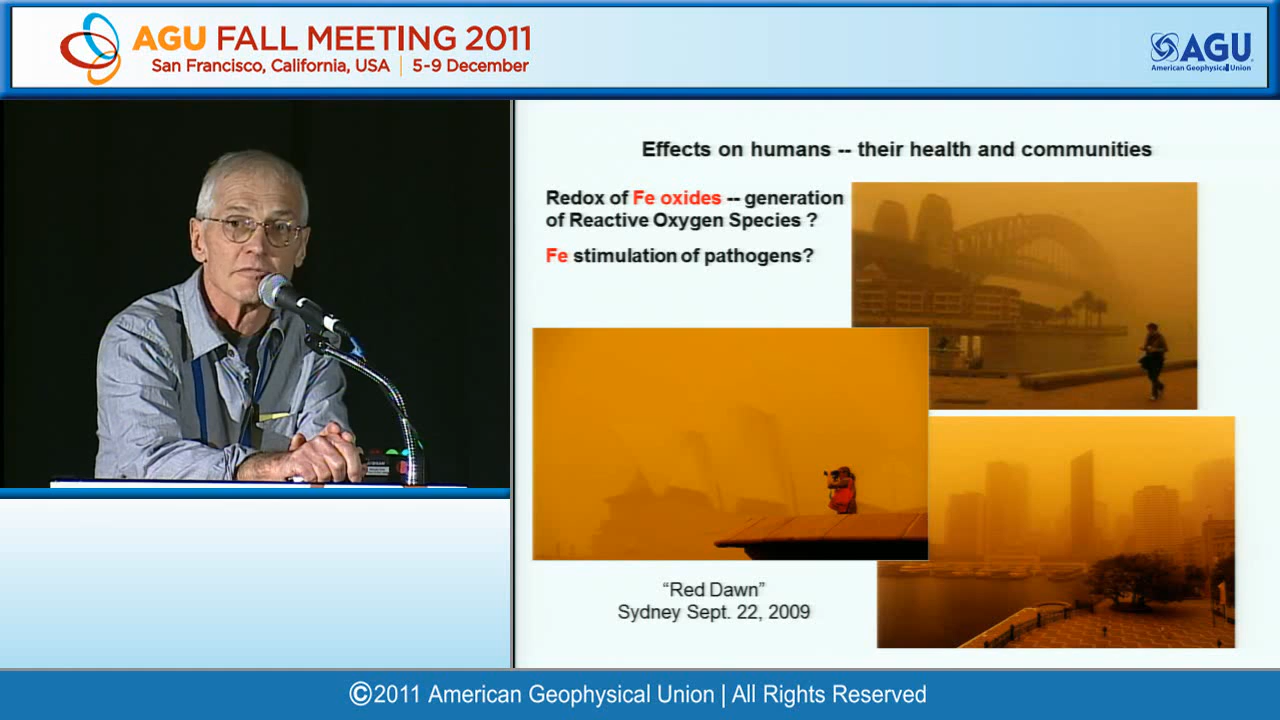 AGU FALL MEETING 2011
San Francisco, California, USA | 5-9 December
AGU
American Geophysical Union
Effects on humans -- their health and communities
Redox of Fe oxides -- generation
of Reactive Oxygen Species ?
Fe stimulation of pathogens?
“Red Dawn”
Sydney Sept. 22, 2009
©2011 American Geophysical Union | All Rights Reserved